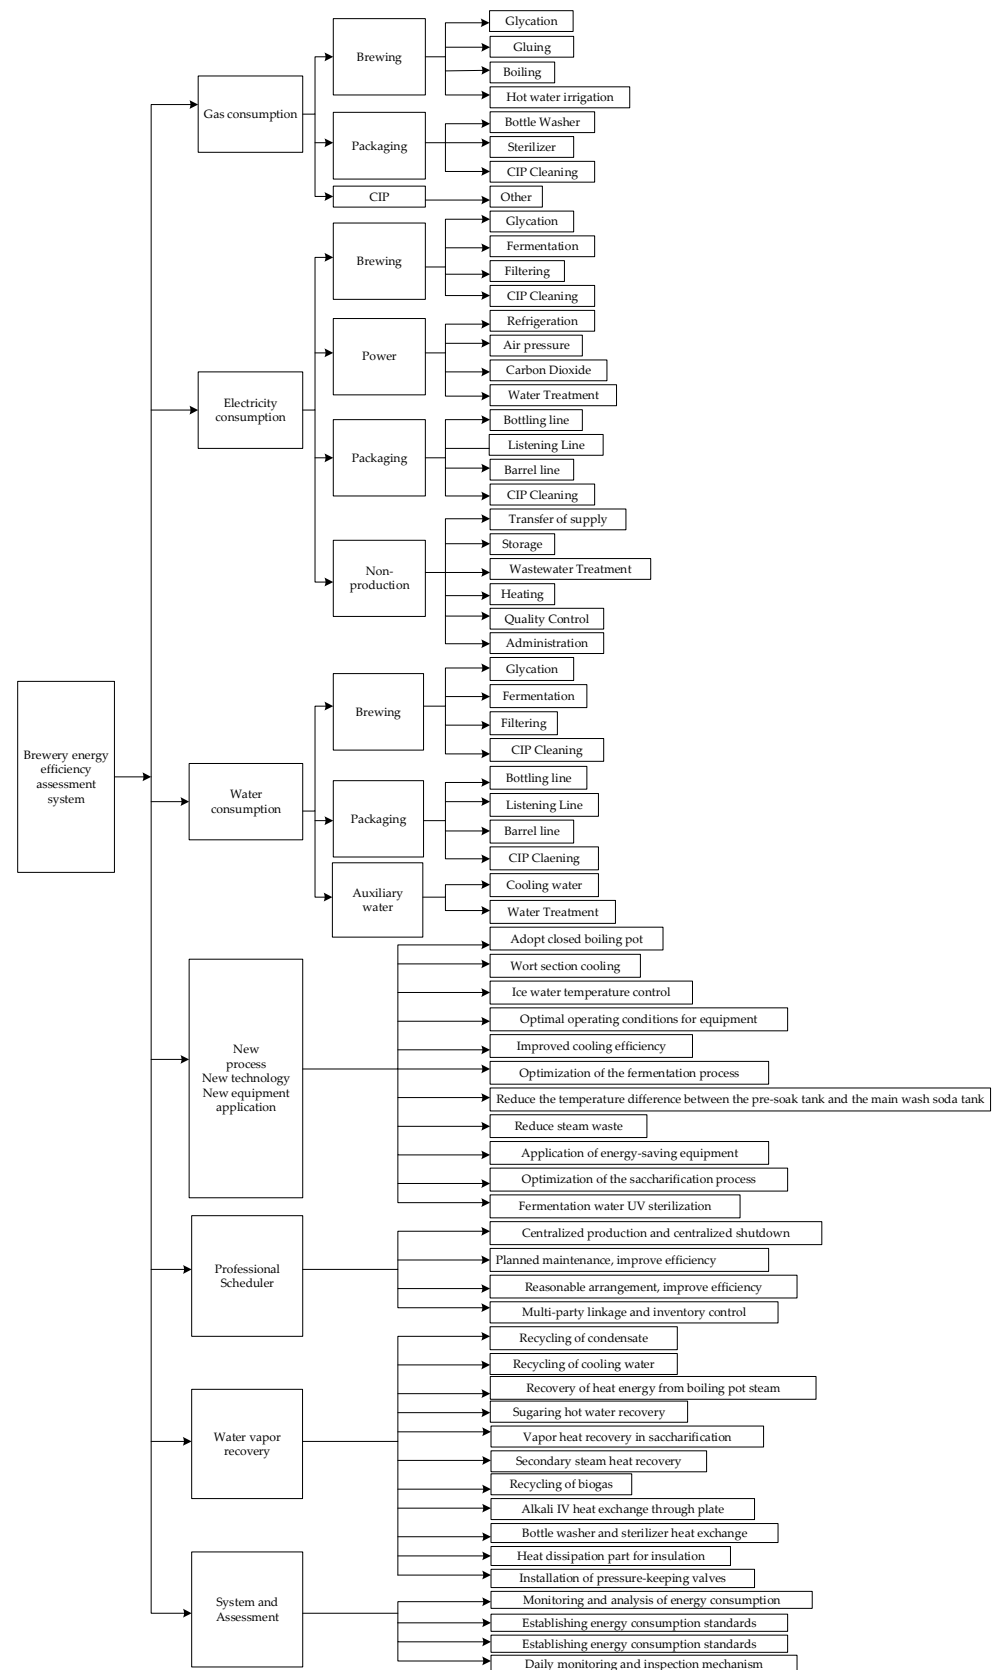 Brewery energy
efficiency
assessment
system
Gas consumption
Brewing
Glycation
Gluing
Boiling
Hot water irrigation
Packaging
Bottle Washer
Sterilizer
CIP Cleaning
CIP
Other
Electricity
consumption
Brewing
Glycation
Fermentation
Filtering
CIP Cleaning
Power
Refrigeration
Air pressure
Carbon Dioxide
Water Treatment
Packaging
Bottling line
Listening Line
Barrel line
CIP Cleaning
Non-
production
Transfer of supply
Storage
Wastewater Treatment
Heating
Quality Control
Administration
Water
consumption
Brewing
Glycation
Fermentation
Filtering
CIP Cleaning
Packaging
Bottling line
Listening Line
Barrel line
CIP Claening
Auxiliary
water
Cooling water
Water Treatment
New
process
New technology
New equipment
application
Adopt closed boiling pot
Wort section cooling
Ice water temperature control
Optimal operating conditions for equipment
Improved cooling efficiency
Optimization of the fermentation process
Reduce the temperature difference between the pre-soak tank and the main wash soda tank
Reduce steam waste
Application of energy-saving equipment
Optimization of the saccharification process
Fermentation water UV sterilization
Professional
Scheduler
Centralized production and centralized shutdown
Planned maintenance, improve efficiency
Reasonable arrangement, improve efficiency
Multi-party linkage and inventory control
Water vapor
recovery
Recycling of condensate
Recycling of cooling water
Recovery of heat energy from boiling pot steam
Sugaring hot water recovery
Vapor heat recovery in saccharification
Secondary steam heat recovery
Recycling of biogas
Alkali IV heat exchange through plate
Bottle washer and sterilizer heat exchange
Heat dissipation part for insulation
Installation of pressure-keeping valves
System and
Assessment
Monitoring and analysis of energy consumption
Establishing energy consumption standards
Establishing energy consumption standards
Daily monitoring and inspection mechanism